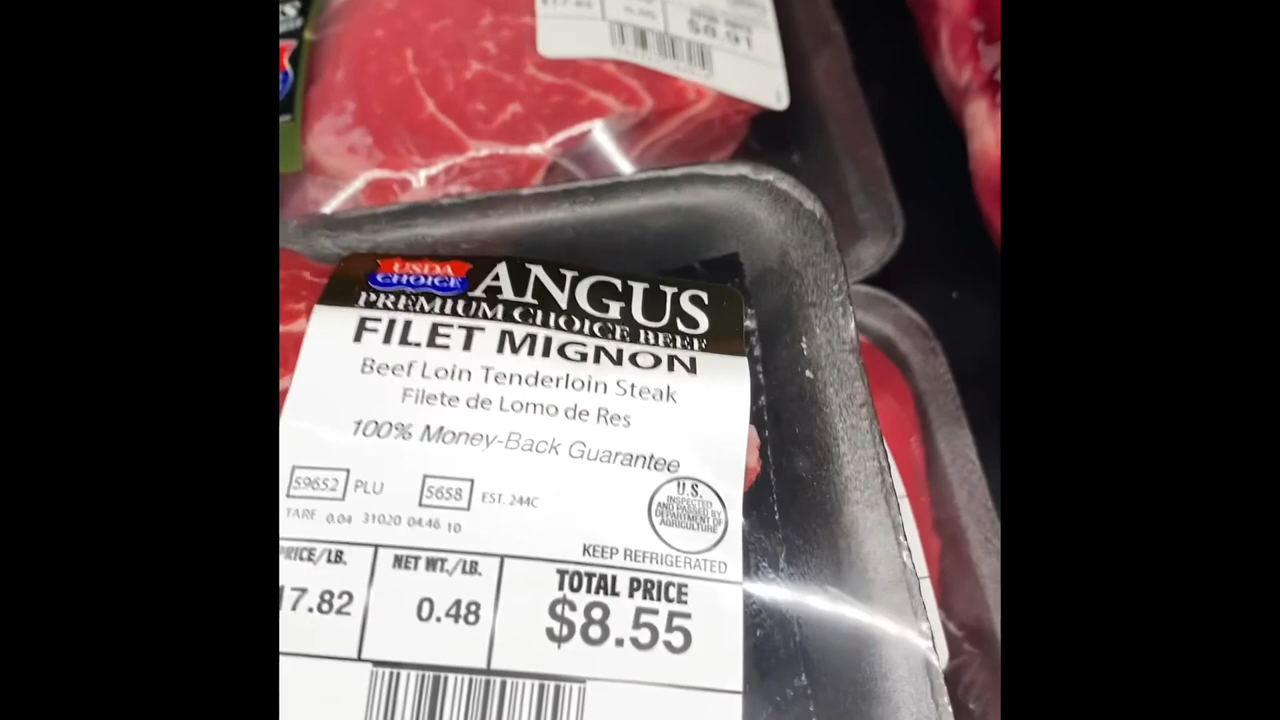 $8.91
USDA
CHOICE
ANGUS
PREMIUM CHOICE BEEF
FILET MIGNON
Beef Loin Tenderloin Steak
Filete de Lomo de Res
100% Money-Back Guarantee
59652 PLU 5658 EST. 244C
U.S.
INSPECTED
AND PASSED BY
DEPARTMENT OF
AGRICULTURE
TARE 0.04 31020 04.46 10
KEEP REFRIGERATED
PRICE/LB. NET WT./LB. TOTAL PRICE
17.82 0.48 $8.55